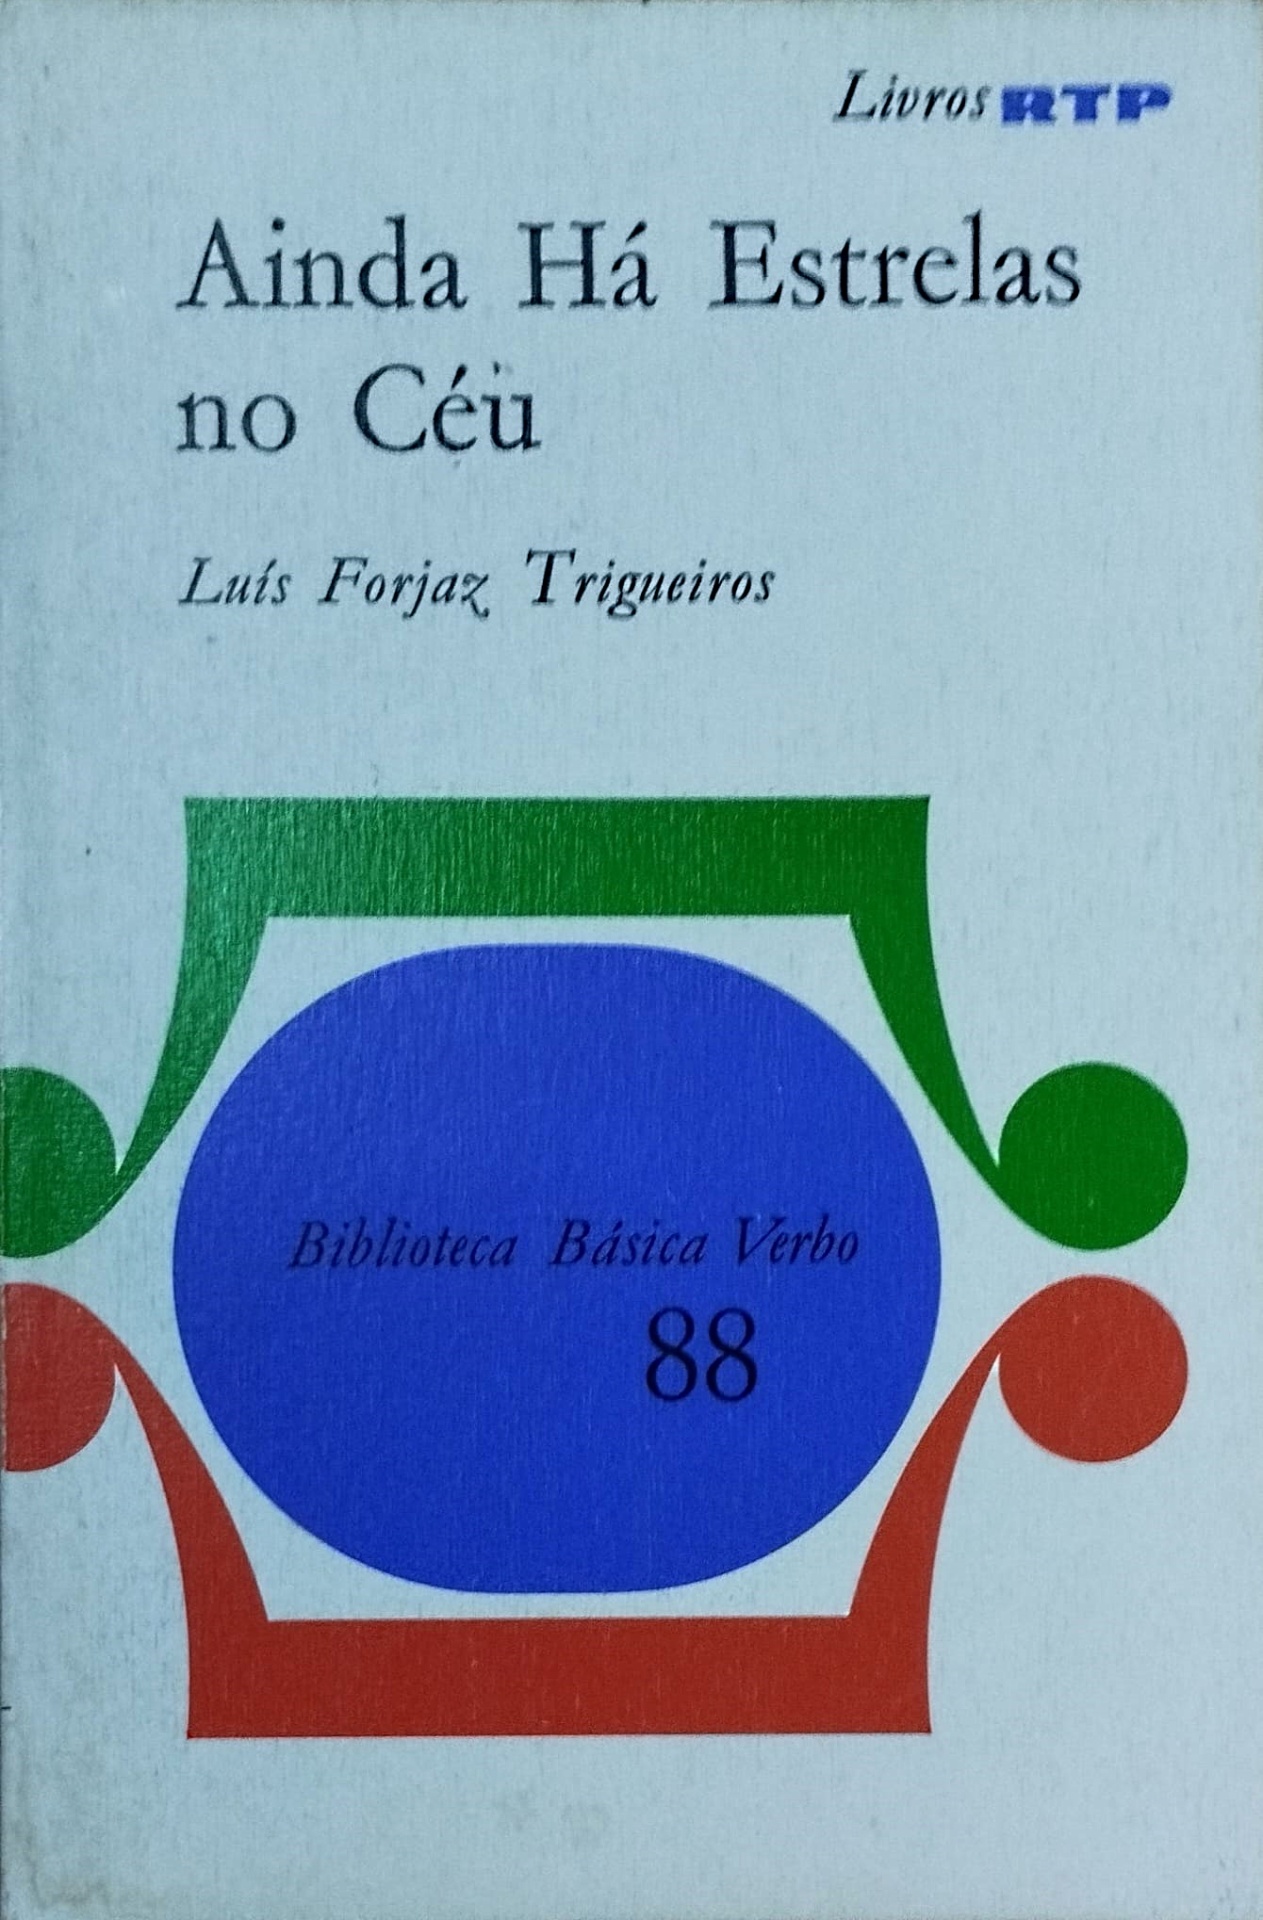 Livros RTP
Ainda Há Estrelas
no Céu
Luís Forjaz Trigueiros
Biblioteca Básica Verbo
88